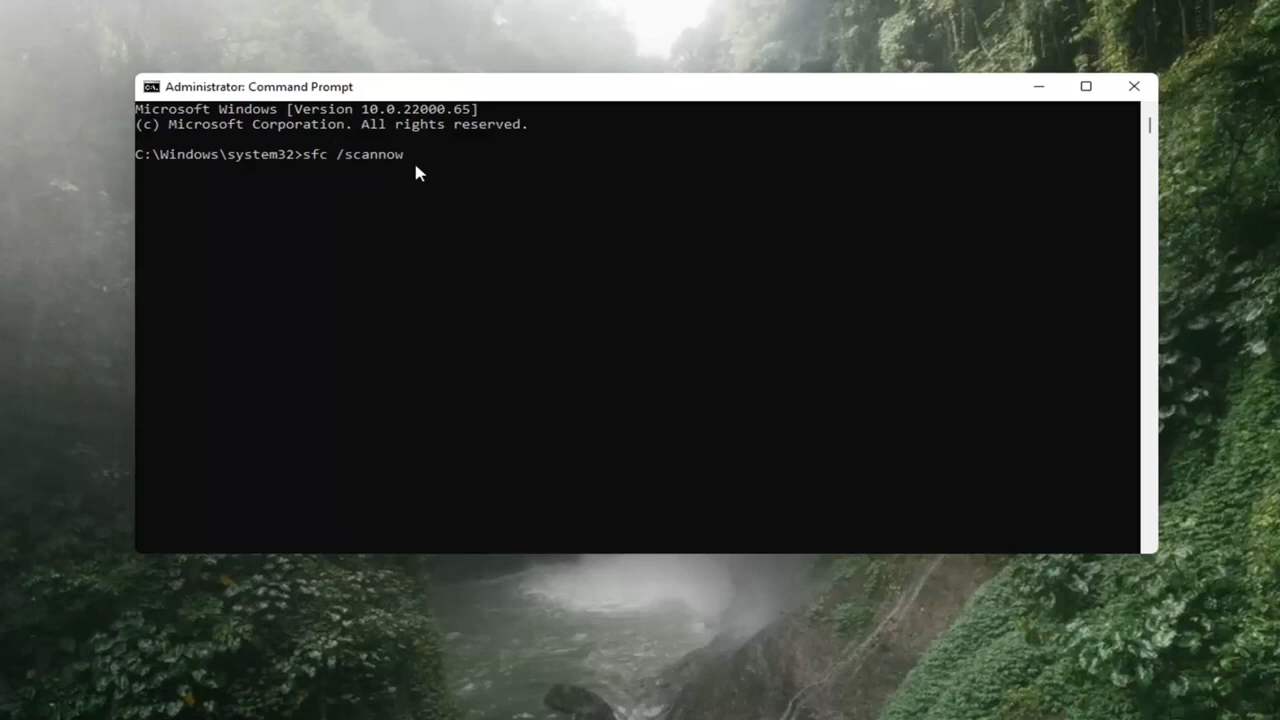 Administrator: Command Prompt
Microsoft Windows [Version 10.0.22000.65]
(c) Microsoft Corporation. All rights reserved.
C:\Windows\system32>sfc /scannow